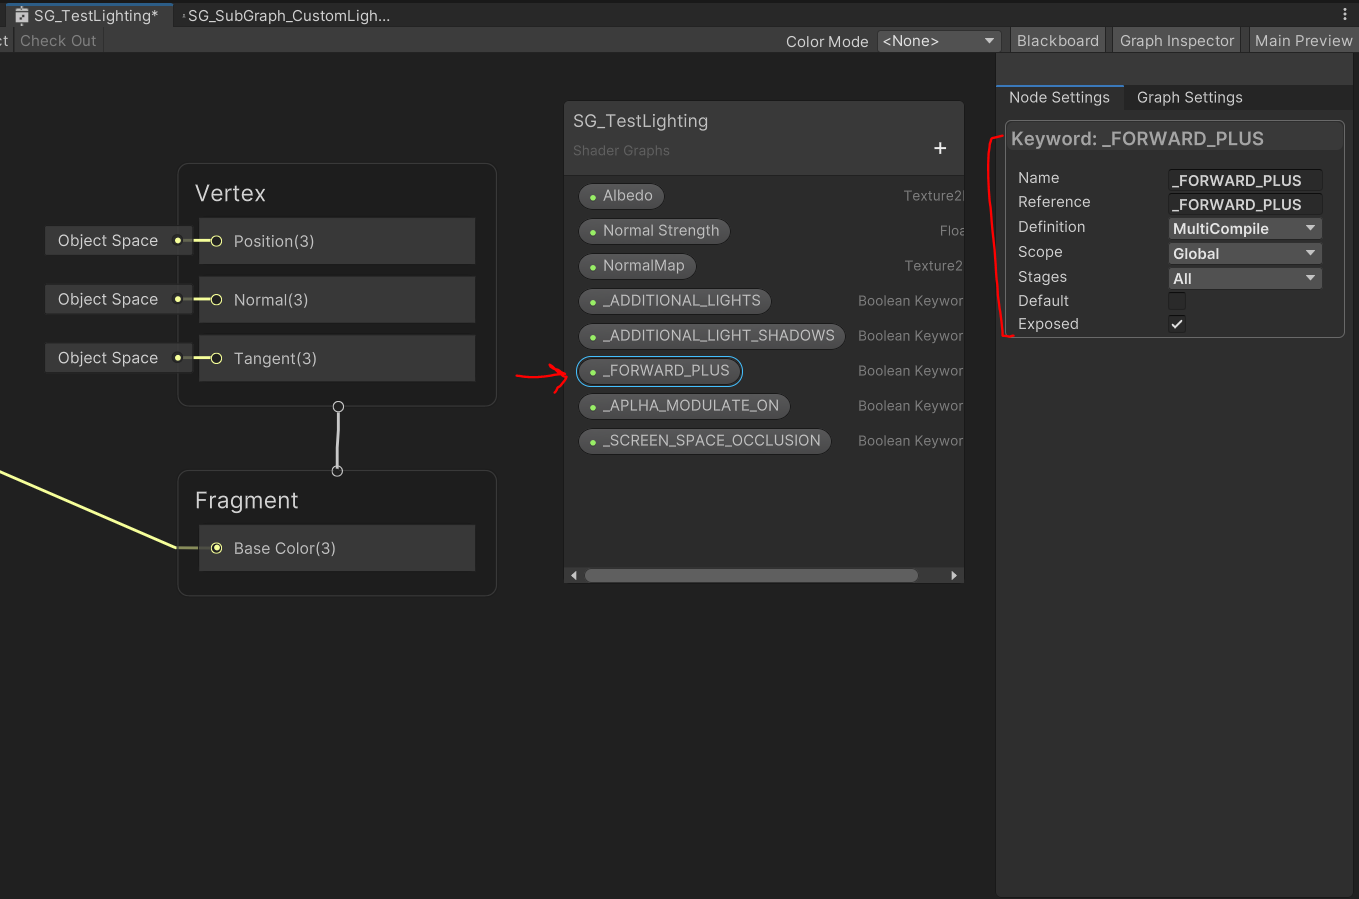 SG_TestLighting*
SG_SubGraph_CustomLigh...
ct
Check Out
Color Mode
<None>
Blackboard
Graph Inspector
Main Preview
Vertex
Object Space
Position(3)
Object Space
Normal(3)
Object Space
Tangent(3)
Fragment
Base Color(3)
SG_TestLighting
Shader Graphs
+
Albedo
Texture2
Normal Strength
Floa
NormalMap
Texture2
_ADDITIONAL_LIGHTS
Boolean Keywor
_ADDITIONAL_LIGHT_SHADOWS
Boolean Keywor
_FORWARD_PLUS
Boolean Keywor
_APLHA_MODULATE_ON
Boolean Keywor
_SCREEN_SPACE_OCCLUSION
Boolean Keywor
Node Settings
Graph Settings
Keyword: _FORWARD_PLUS
Name
_FORWARD_PLUS
Reference
_FORWARD_PLUS
Definition
MultiCompile
Scope
Global
Stages
All
Default
Exposed